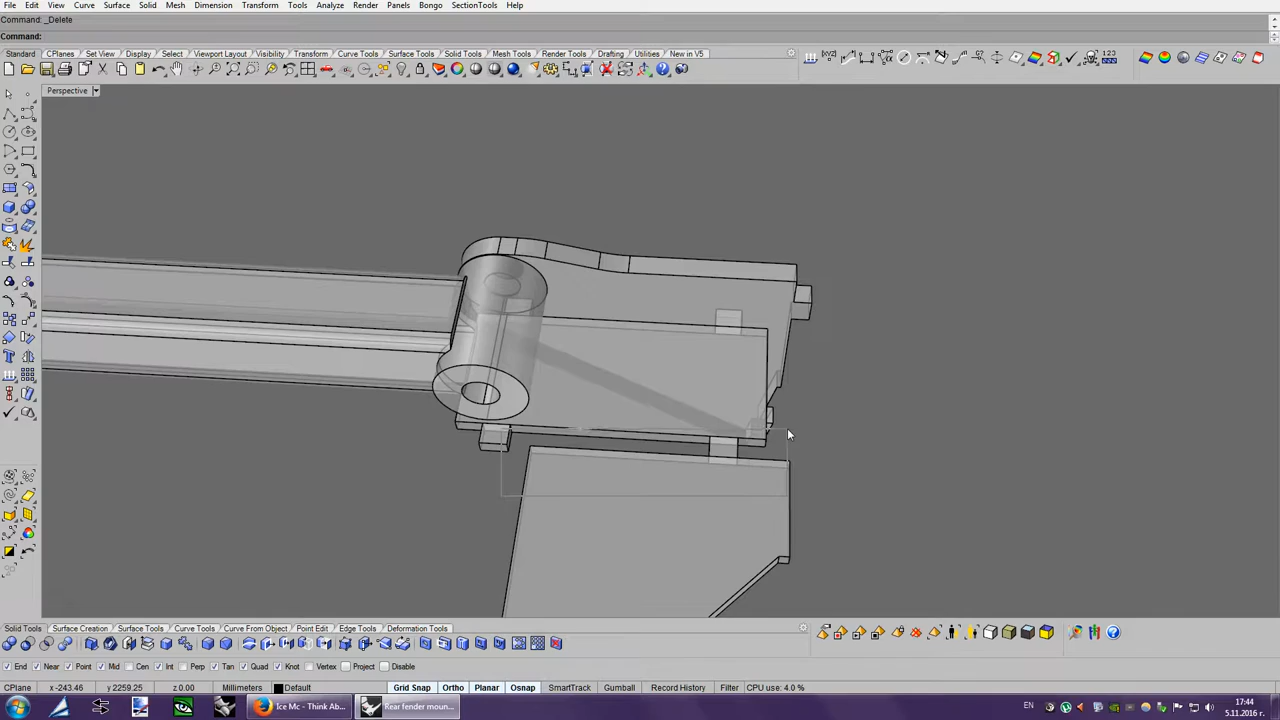 File Edit View Curve Surface Solid Mesh Dimension Transform Tools Analyze Render Panels Bongo SectionTools Help
Command: _Delete
Command:
Standard CPlanes Set View Display Select Viewport Layout Visibility Transform Curve Tools Surface Tools Solid Tools Mesh Tools Render Tools Drafting Utilities New in V5
Perspective
Solid Tools Surface Creation Surface Tools Curve Tools Curve From Object Point Edit Edge Tools Deformation Tools
End Near Point Mid Cen Int Perp Tan Quad Knot Vertex Project Disable
CPlane x -243.46 y 2259.25 z 0.00 Millimeters Default Grid Snap Ortho Planar Osnap SmartTrack Gumball Record History Filter CPU use: 4.0 %
Ice Mc - Think Ab... Rear fender moun... EN 17:44
5.11.2016 г.